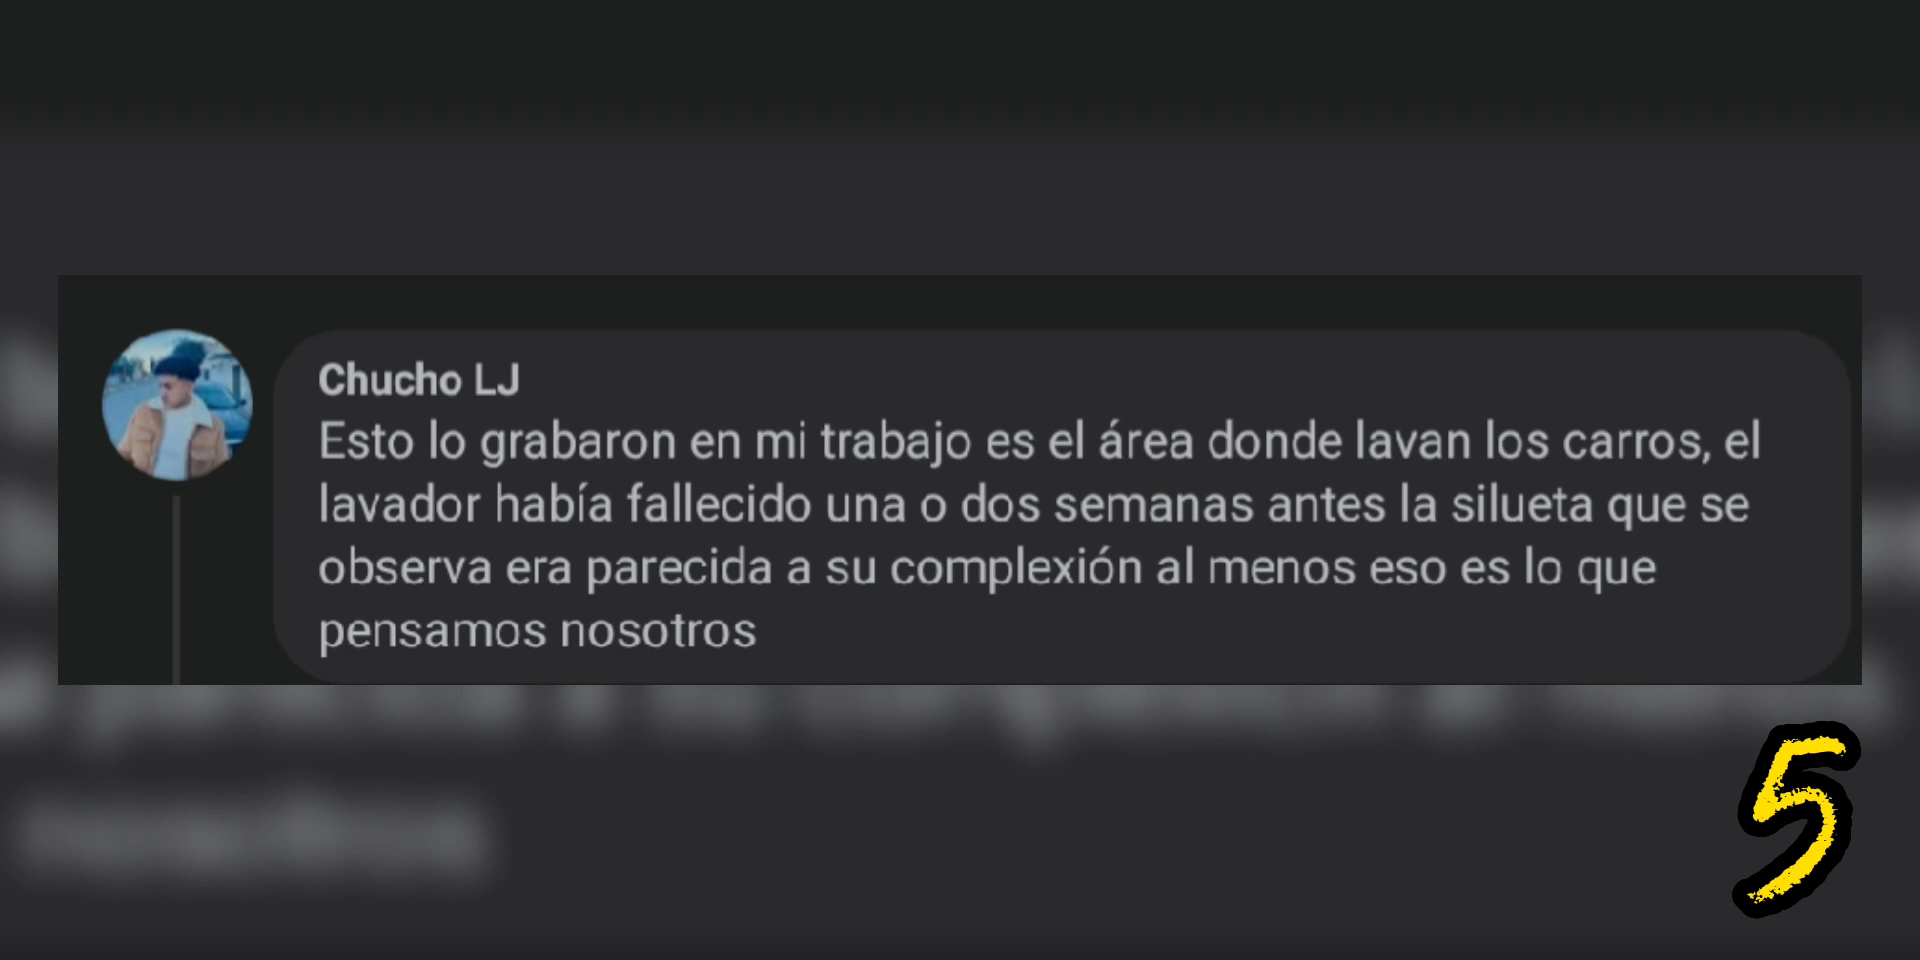 Chucho LJ
Esto lo grabaron en mi trabajo es el área donde lavan los carros, el
lavador había fallecido una o dos semanas antes la silueta que se
observa era parecida a su complexión al menos eso es lo que
pensamos nosotros
5